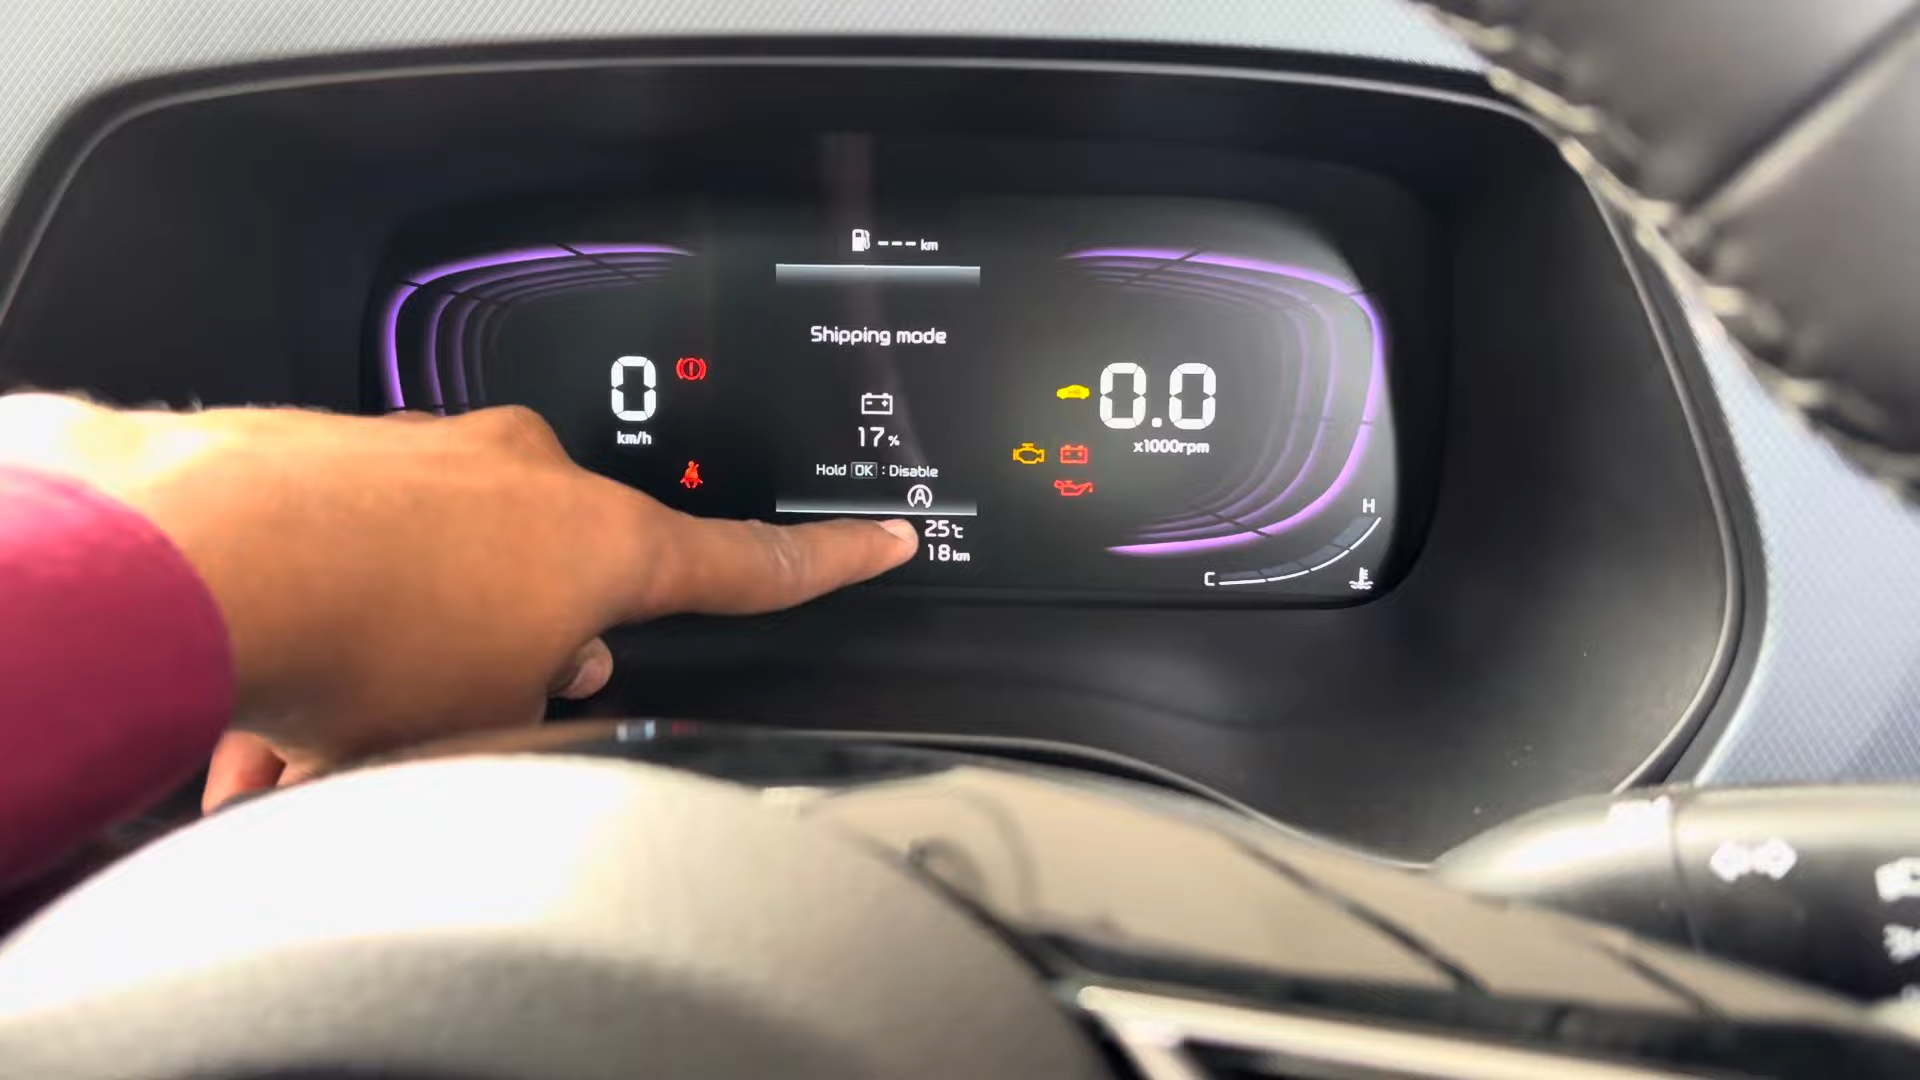 --- km
Shipping mode
0
km/h
17%
Hold OK : Disable
A
25℃
18 km
0.0
x1000rpm
H
C